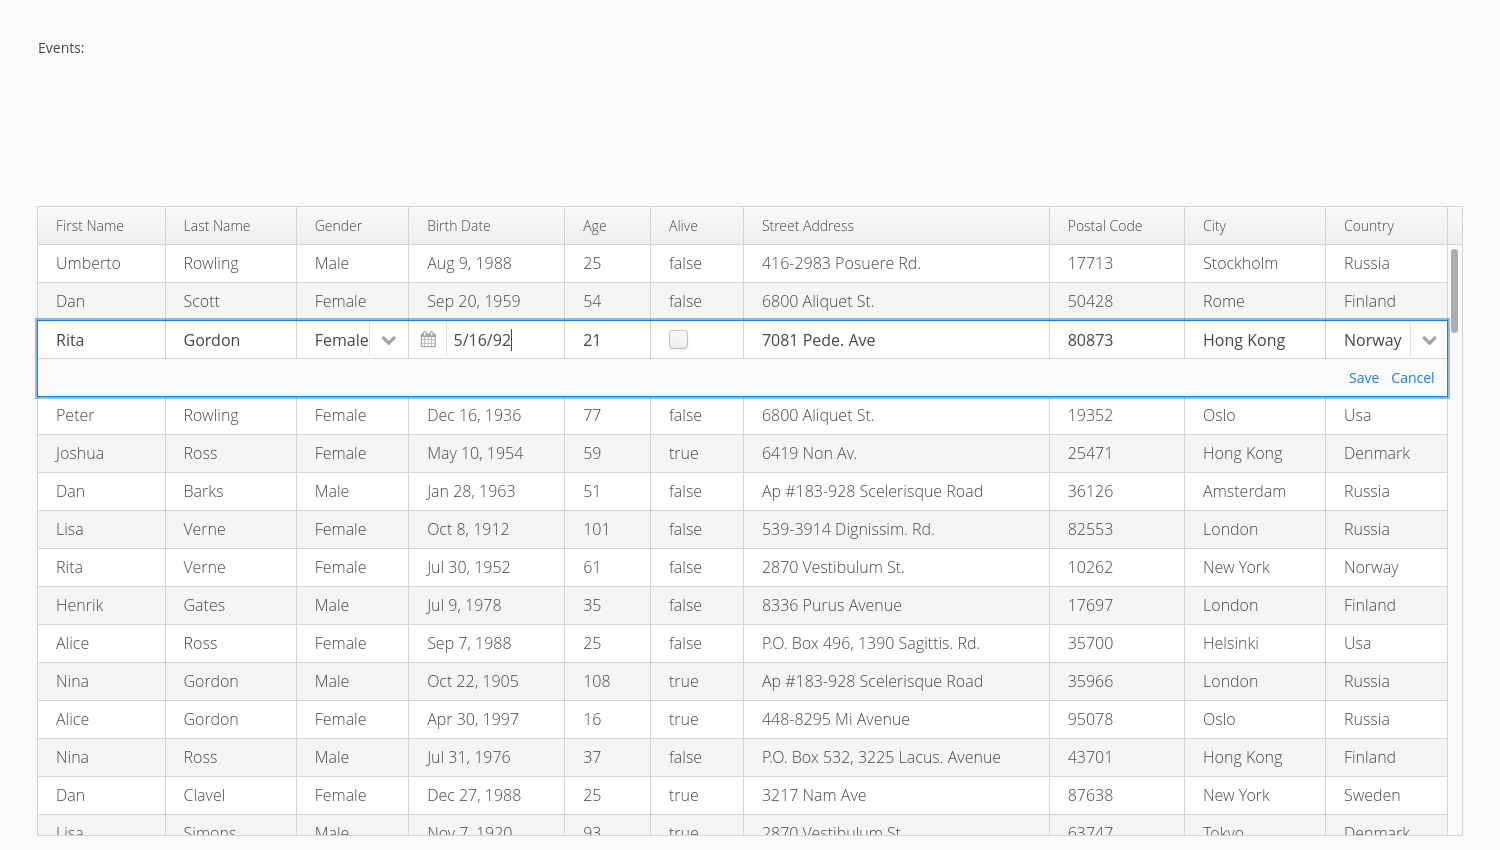 Events:
First Name Last Name Gender Birth Date Age Alive Street Address Postal Code City Country
Umberto Rowling Male Aug 9, 1988 25 false 416-2983 Posuere Rd. 17713 Stockholm Russia
Dan Scott Female Sep 20, 1959 54 false 6800 Aliquet St. 50428 Rome Finland
Rita Gordon Female 5/16/92 21 7081 Pede. Ave 80873 Hong Kong Norway
Save Cancel
Peter Rowling Female Dec 16, 1936 77 false 6800 Aliquet St. 19352 Oslo Usa
Joshua Ross Female May 10, 1954 59 true 6419 Non Av. 25471 Hong Kong Denmark
Dan Barks Male Jan 28, 1963 51 false Ap #183-928 Scelerisque Road 36126 Amsterdam Russia
Lisa Verne Female Oct 8, 1912 101 false 539-3914 Dignissim. Rd. 82553 London Russia
Rita Verne Female Jul 30, 1952 61 false 2870 Vestibulum St. 10262 New York Norway
Henrik Gates Male Jul 9, 1978 35 false 8336 Purus Avenue 17697 London Finland
Alice Ross Female Sep 7, 1988 25 false P.O. Box 496, 1390 Sagittis. Rd. 35700 Helsinki Usa
Nina Gordon Male Oct 22, 1905 108 true Ap #183-928 Scelerisque Road 35966 London Russia
Alice Gordon Female Apr 30, 1997 16 true 448-8295 Mi Avenue 95078 Oslo Russia
Nina Ross Male Jul 31, 1976 37 false P.O. Box 532, 3225 Lacus. Avenue 43701 Hong Kong Finland
Dan Clavel Female Dec 27, 1988 25 true 3217 Nam Ave 87638 New York Sweden
Lisa Simons Male Nov 7, 1920 93 true 2870 Vestibulum St. 63747 Tokyo Denmark